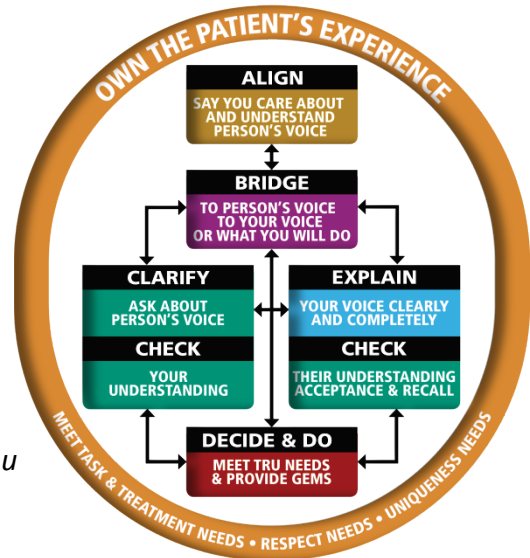 OWN THE PATIENT'S EXPERIENCE
ALIGN
SAY YOU CARE ABOUT
AND UNDERSTAND
PERSON'S VOICE
BRIDGE
TO PERSON'S VOICE
TO YOUR VOICE
OR WHAT YOU WILL DO
CLARIFY
ASK ABOUT
PERSON'S VOICE
CHECK
YOUR
UNDERSTANDING
EXPLAIN
YOUR VOICE CLEARLY
AND COMPLETELY
CHECK
THEIR UNDERSTANDING
ACCEPTANCE & RECALL
DECIDE & DO
MEET TRU NEEDS
& PROVIDE GEMS
u
MEET TASK & TREATMENT NEEDS • RESPECT NEEDS • UNIQUENESS NEEDS